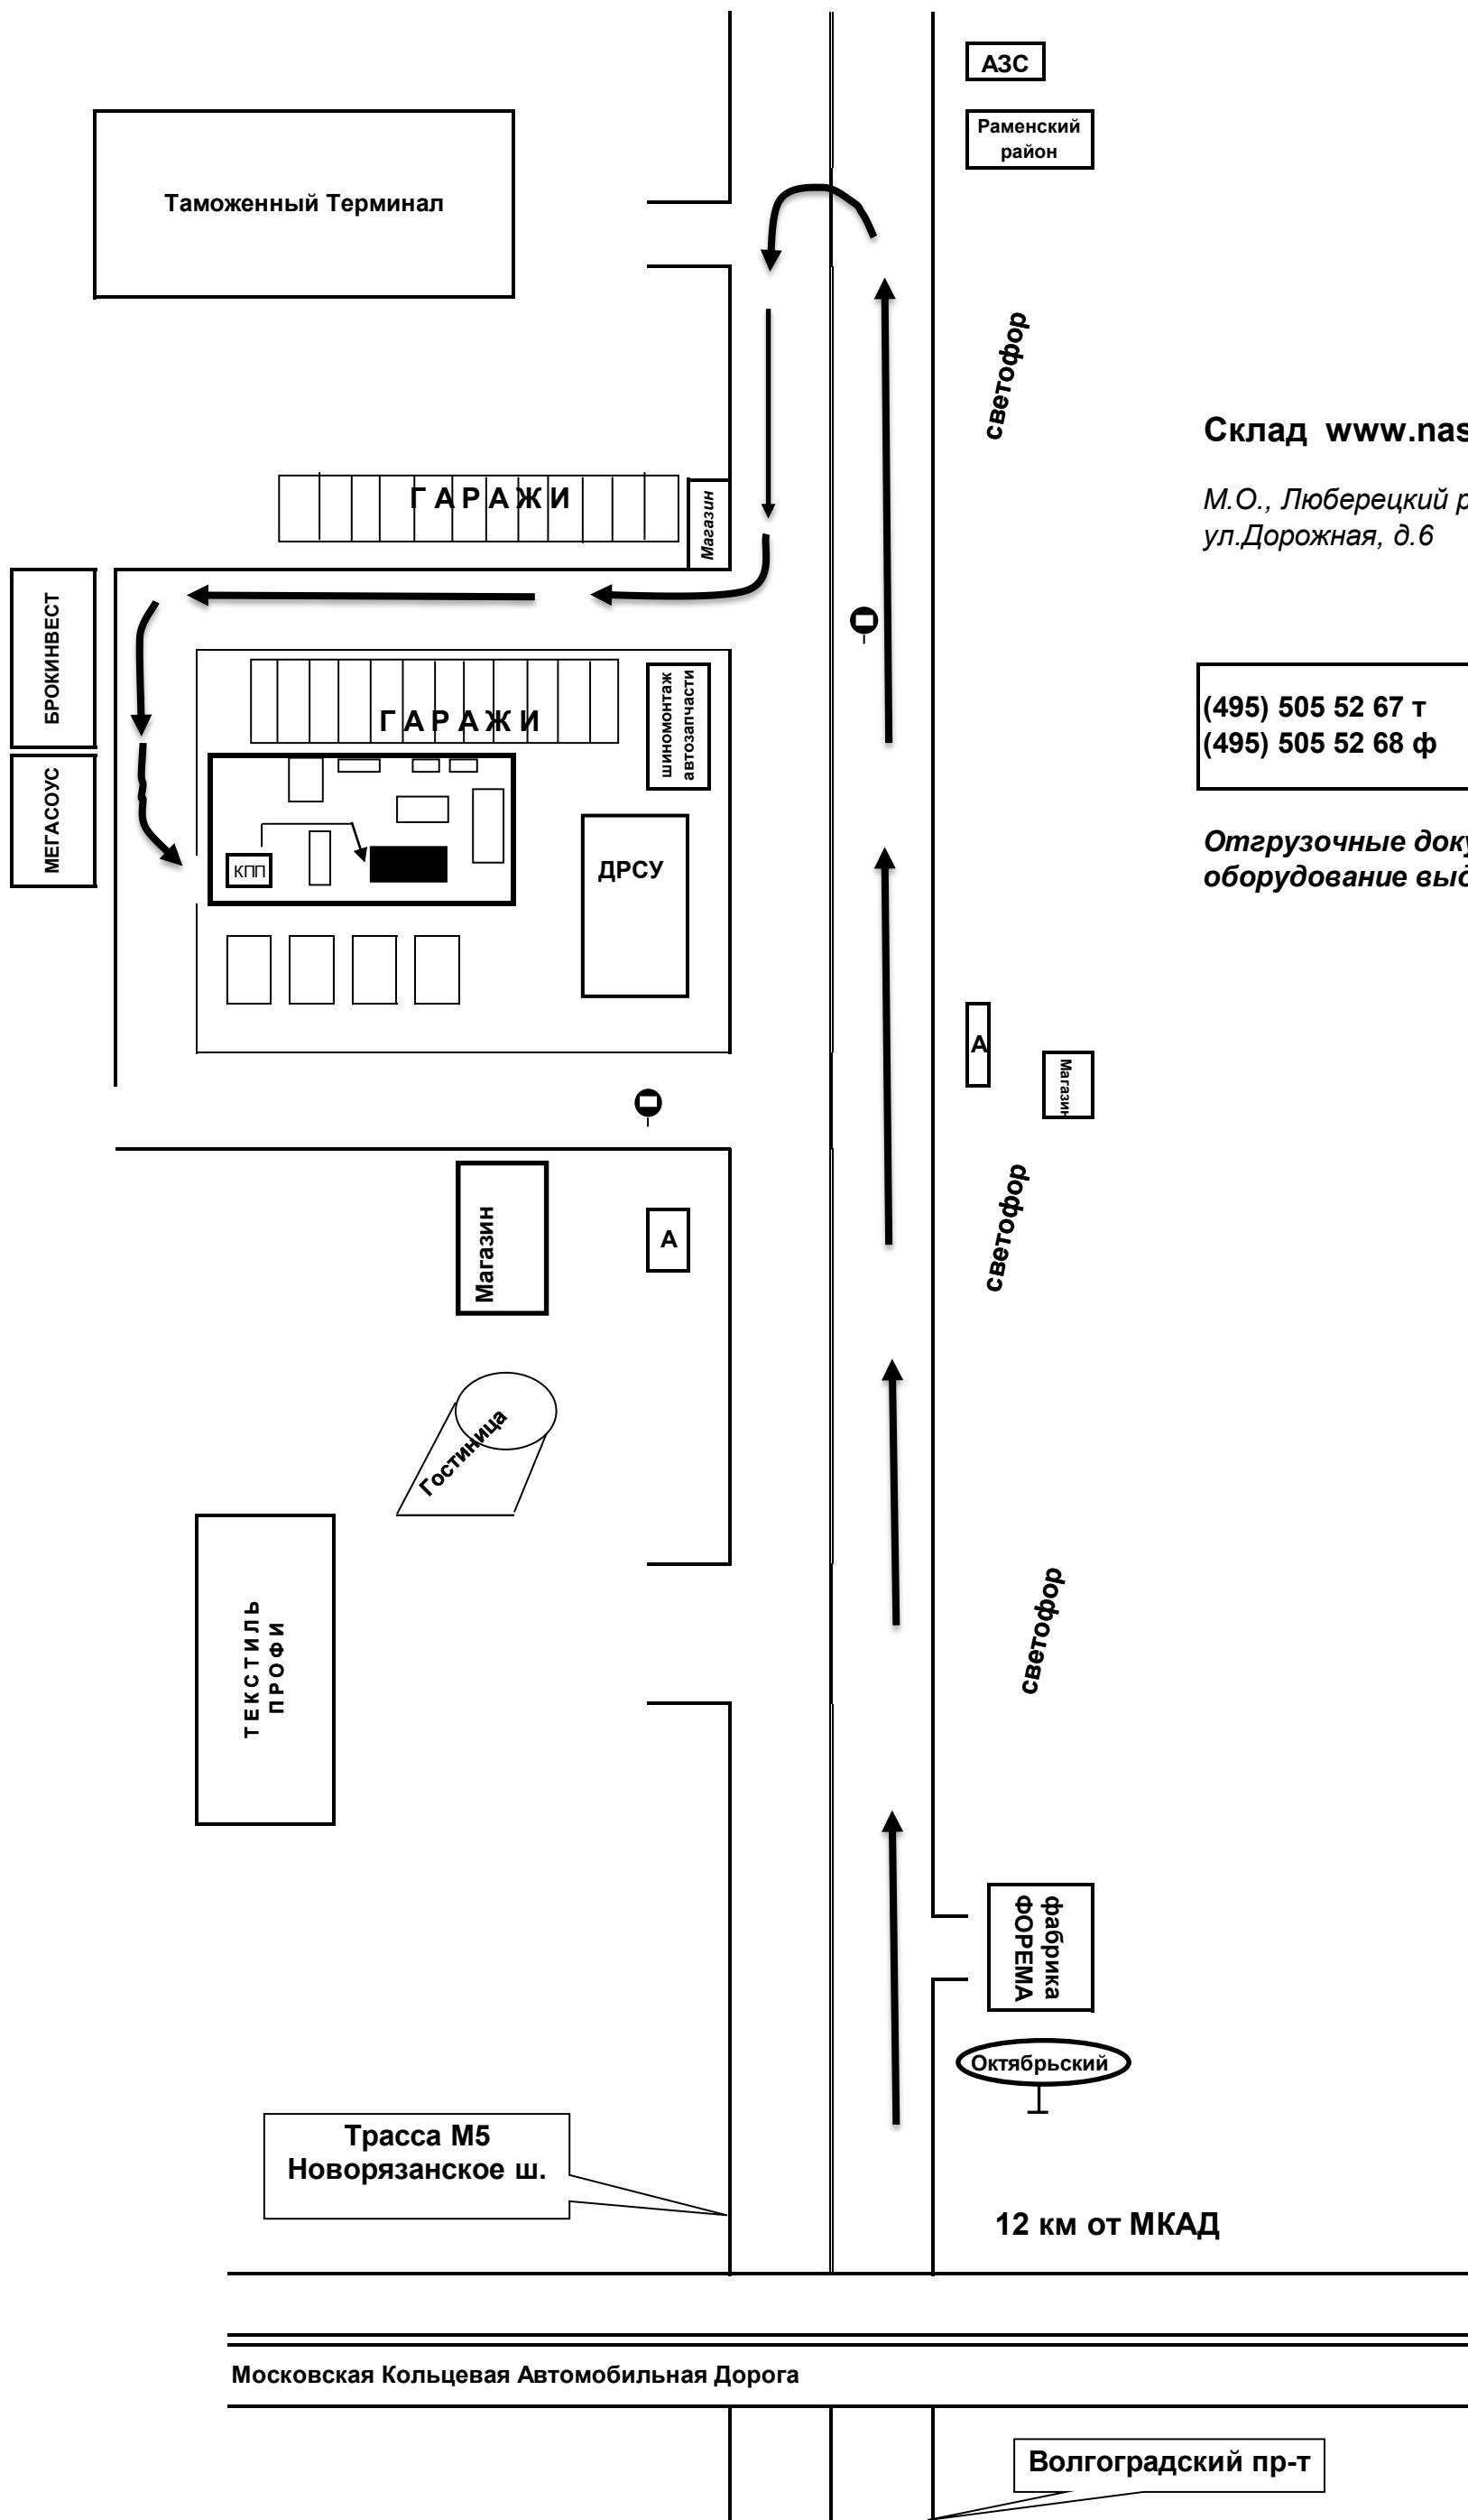 АЗС
Раменский
район
Таможенный Терминал
светофор
Склад www.nas
М.О., Люберецкий р
ул.Дорожная, д.6
ГАРАЖИ
Магазин
БРОКИНВЕСТ
МЕГАСОУС
ГАРАЖИ
шиномонтаж
автозапчасти
(495) 505 52 67 т
(495) 505 52 68 ф
КПП
ДРСУ
Отгрузочные доку
оборудование выд
А
Магазин
светофор
Магазин
А
Гостиница
светофор
ТЕКСТИЛЬ
ПРОФИ
фабрика
ФОРЕМА
Октябрьский
Трасса М5
Новорязанское ш.
12 км от МКАД
Московская Кольцевая Автомобильная Дорога
Волгоградский пр-т